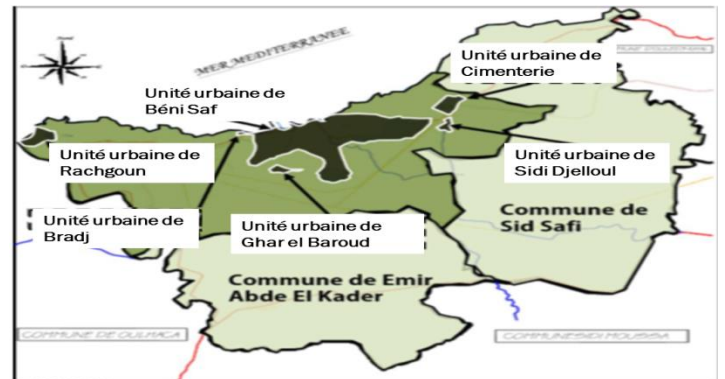 MER MEDITERRANEE
Unité urbaine de
Cimenterie
Unité urbaine de
Béni Saf
Unité urbaine de
Rachgoun
Unité urbaine de
Sidi Djelloul
Unité urbaine de
Bradj
Unité urbaine de
Ghar el Baroud
Commune de
Sid Safi
Commune de Emir
Abde El Kader
COMMUNE DE